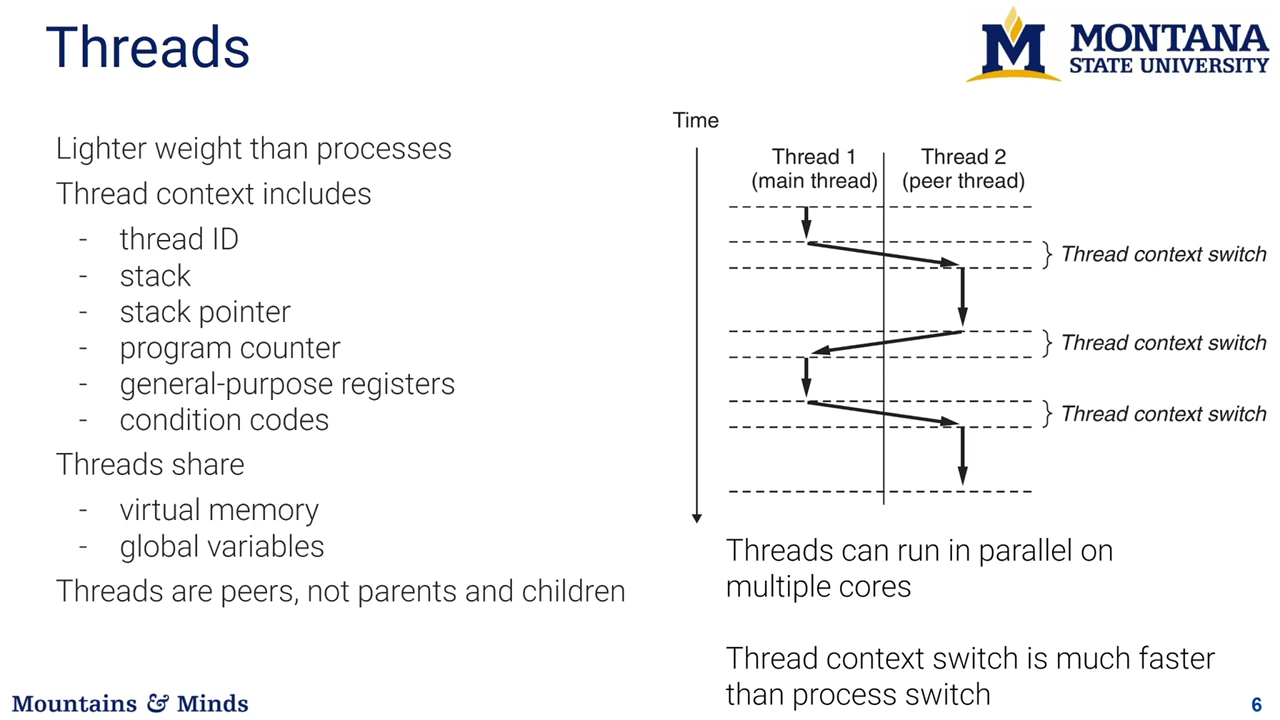 Threads
MONTANA
STATE UNIVERSITY
Lighter weight than processes
Thread context includes
- thread ID
- stack
- stack pointer
- program counter
- general-purpose registers
- condition codes
Threads share
- virtual memory
- global variables
Threads are peers, not parents and children
Time
Thread 1
(main thread)
Thread 2
(peer thread)
Thread context switch
Thread context switch
Thread context switch
Threads can run in parallel on
multiple cores
Thread context switch is much faster
than process switch
Mountains & Minds
6